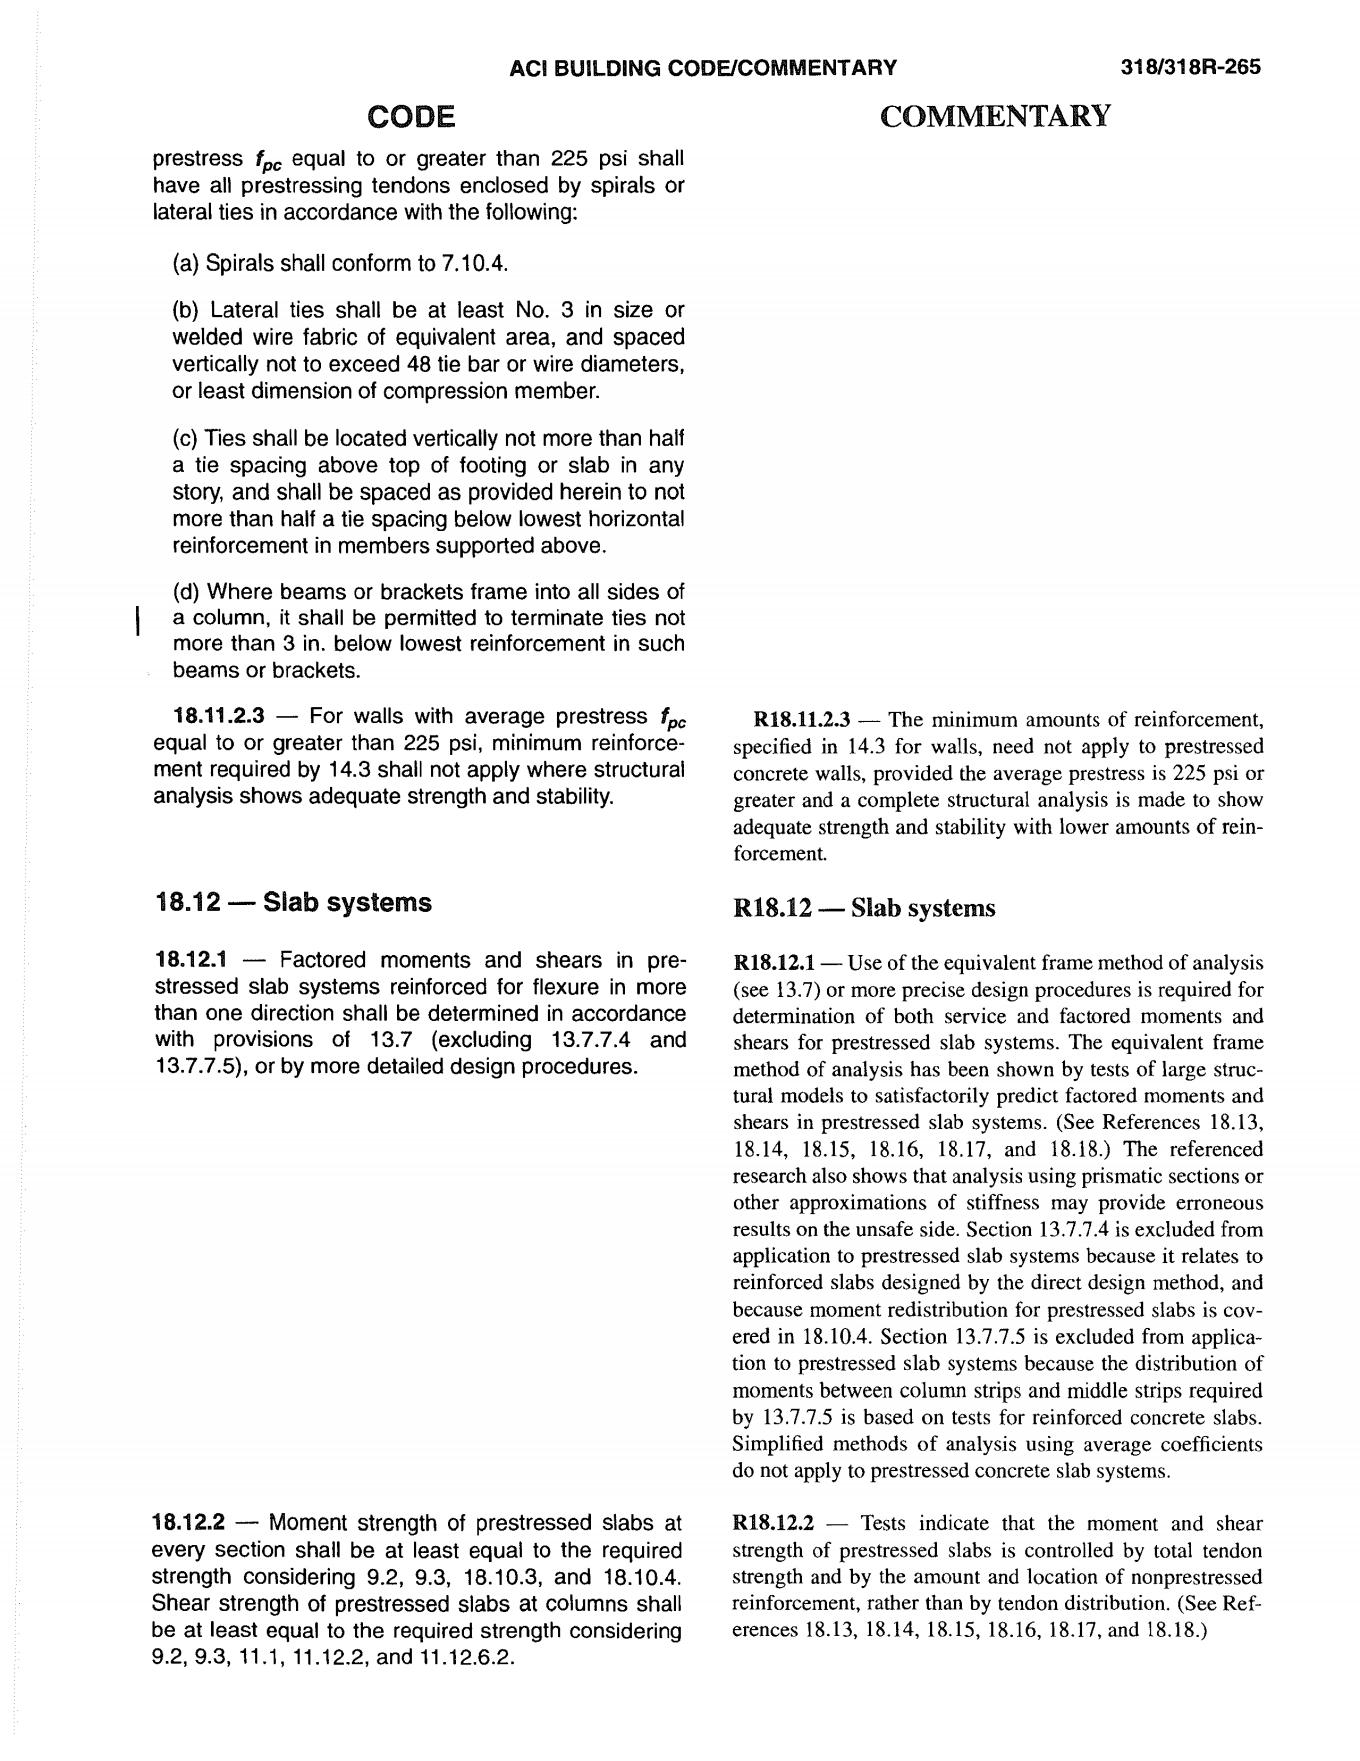 ACI BUILDING CODE/COMMENTARY
318/318R-265
CODE
prestress fpc equal to or greater than 225 psi shall
have all prestressing tendons enclosed by spirals or
lateral ties in accordance with the following:
(a) Spirals shall conform to 7.10.4.
(b) Lateral ties shall be at least No. 3 in size or
welded wire fabric of equivalent area, and spaced
vertically not to exceed 48 tie bar or wire diameters,
or least dimension of compression member.
(c) Ties shall be located vertically not more than half
a tie spacing above top of footing or slab in any
story, and shall be spaced as provided herein to not
more than half a tie spacing below lowest horizontal
reinforcement in members supported above.
(d) Where beams or brackets frame into all sides of
a column, it shall be permitted to terminate ties not
more than 3 in. below lowest reinforcement in such
beams or brackets.
18.11.2.3 — For walls with average prestress fpc
equal to or greater than 225 psi, minimum reinforce-
ment required by 14.3 shall not apply where structural
analysis shows adequate strength and stability.
18.12 — Slab systems
18.12.1 — Factored moments and shears in pre-
stressed slab systems reinforced for flexure in more
than one direction shall be determined in accordance
with provisions of 13.7 (excluding 13.7.7.4 and
13.7.7.5), or by more detailed design procedures.
18.12.2 — Moment strength of prestressed slabs at
every section shall be at least equal to the required
strength considering 9.2, 9.3, 18.10.3, and 18.10.4.
Shear strength of prestressed slabs at columns shall
be at least equal to the required strength considering
9.2, 9.3, 11.1, 11.12.2, and 11.12.6.2.
COMMENTARY
R18.11.2.3 — The minimum amounts of reinforcement,
specified in 14.3 for walls, need not apply to prestressed
concrete walls, provided the average prestress is 225 psi or
greater and a complete structural analysis is made to show
adequate strength and stability with lower amounts of rein-
forcement.
R18.12 — Slab systems
R18.12.1 — Use of the equivalent frame method of analysis
(see 13.7) or more precise design procedures is required for
determination of both service and factored moments and
shears for prestressed slab systems. The equivalent frame
method of analysis has been shown by tests of large struc-
tural models to satisfactorily predict factored moments and
shears in prestressed slab systems. (See References 18.13,
18.14, 18.15, 18.16, 18.17, and 18.18.) The referenced
research also shows that analysis using prismatic sections or
other approximations of stiffness may provide erroneous
results on the unsafe side. Section 13.7.7.4 is excluded from
application to prestressed slab systems because it relates to
reinforced slabs designed by the direct design method, and
because moment redistribution for prestressed slabs is cov-
ered in 18.10.4. Section 13.7.7.5 is excluded from applica-
tion to prestressed slab systems because the distribution of
moments between column strips and middle strips required
by 13.7.7.5 is based on tests for reinforced concrete slabs.
Simplified methods of analysis using average coefficients
do not apply to prestressed concrete slab systems.
R18.12.2 — Tests indicate that the moment and shear
strength of prestressed slabs is controlled by total tendon
strength and by the amount and location of nonprestressed
reinforcement, rather than by tendon distribution. (See Ref-
erences 18.13, 18.14, 18.15, 18.16, 18.17, and 18.18.)